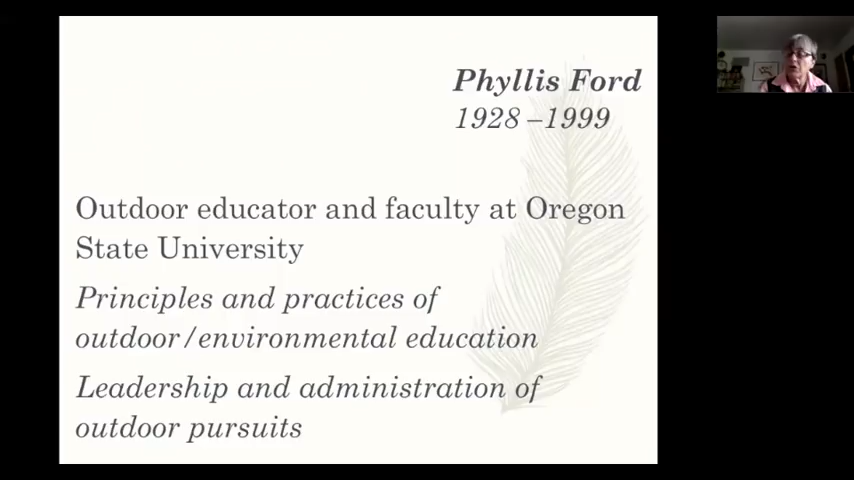 Phyllis Ford
1928 –1999
Outdoor educator and faculty at Oregon
State University
Principles and practices of
outdoor/environmental education
Leadership and administration of
outdoor pursuits